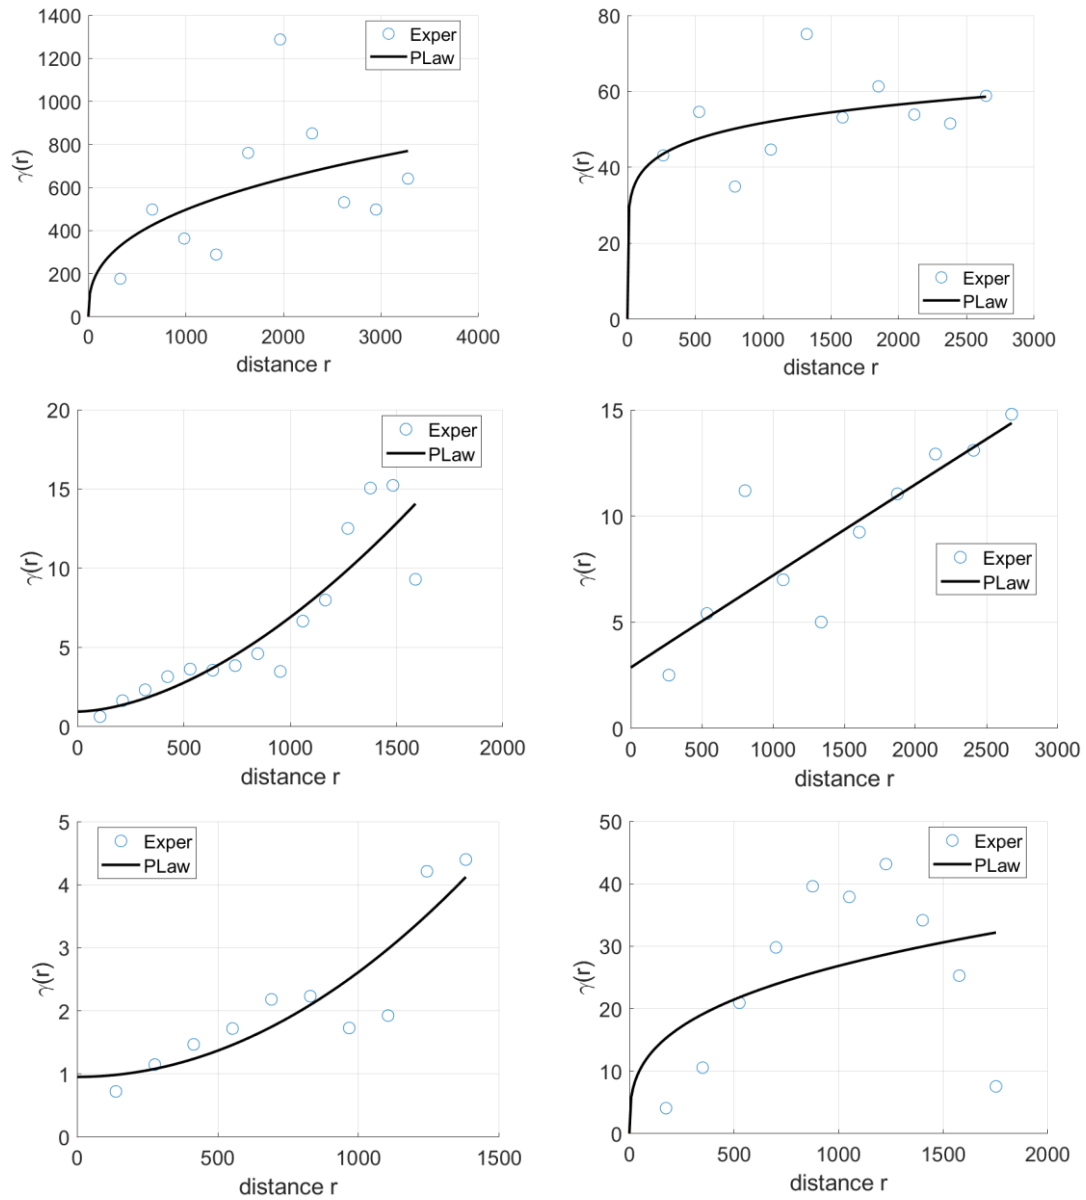 1400
1200
1000
800
600
400
200
0
γ(r)
Exper
PLaw
0 1000 2000 3000 4000
distance r
80
60
40
20
0
γ(r)
Exper
PLaw
0 500 1000 1500 2000 2500 3000
distance r
20
15
10
5
0
γ(r)
Exper
PLaw
0 500 1000 1500 2000
distance r
15
10
5
0
γ(r)
Exper
PLaw
0 500 1000 1500 2000 2500 3000
distance r
5
4
3
2
1
0
γ(r)
Exper
PLaw
0 500 1000 1500
distance r
50
40
30
20
10
0
γ(r)
Exper
PLaw
0 500 1000 1500 2000
distance r